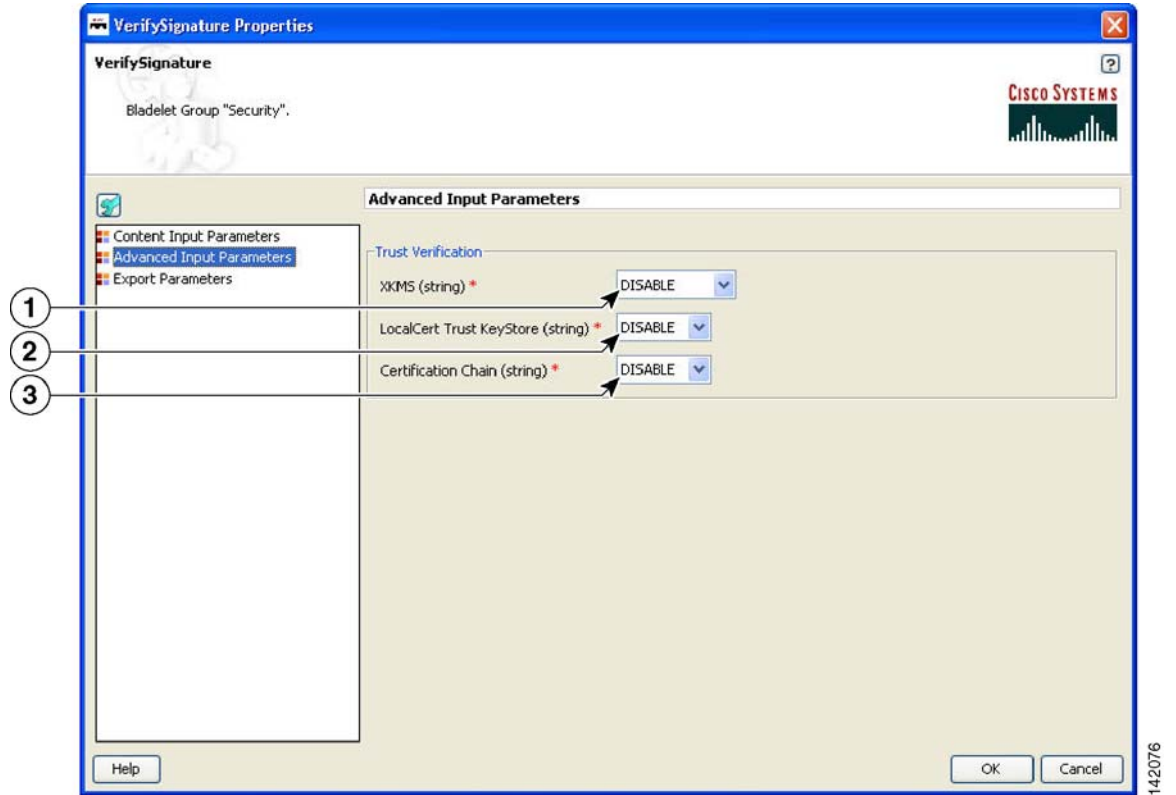 VerifySignature Properties
VerifySignature
?
Bladelet Group "Security".
CISCO SYSTEMS
Advanced Input Parameters
Content Input Parameters
Advanced Input Parameters
Export Parameters
Trust Verification
XKMS (string) * DISABLE
LocalCert Trust KeyStore (string) * DISABLE
Certification Chain (string) * DISABLE
1
2
3
Help
OK
Cancel
142076